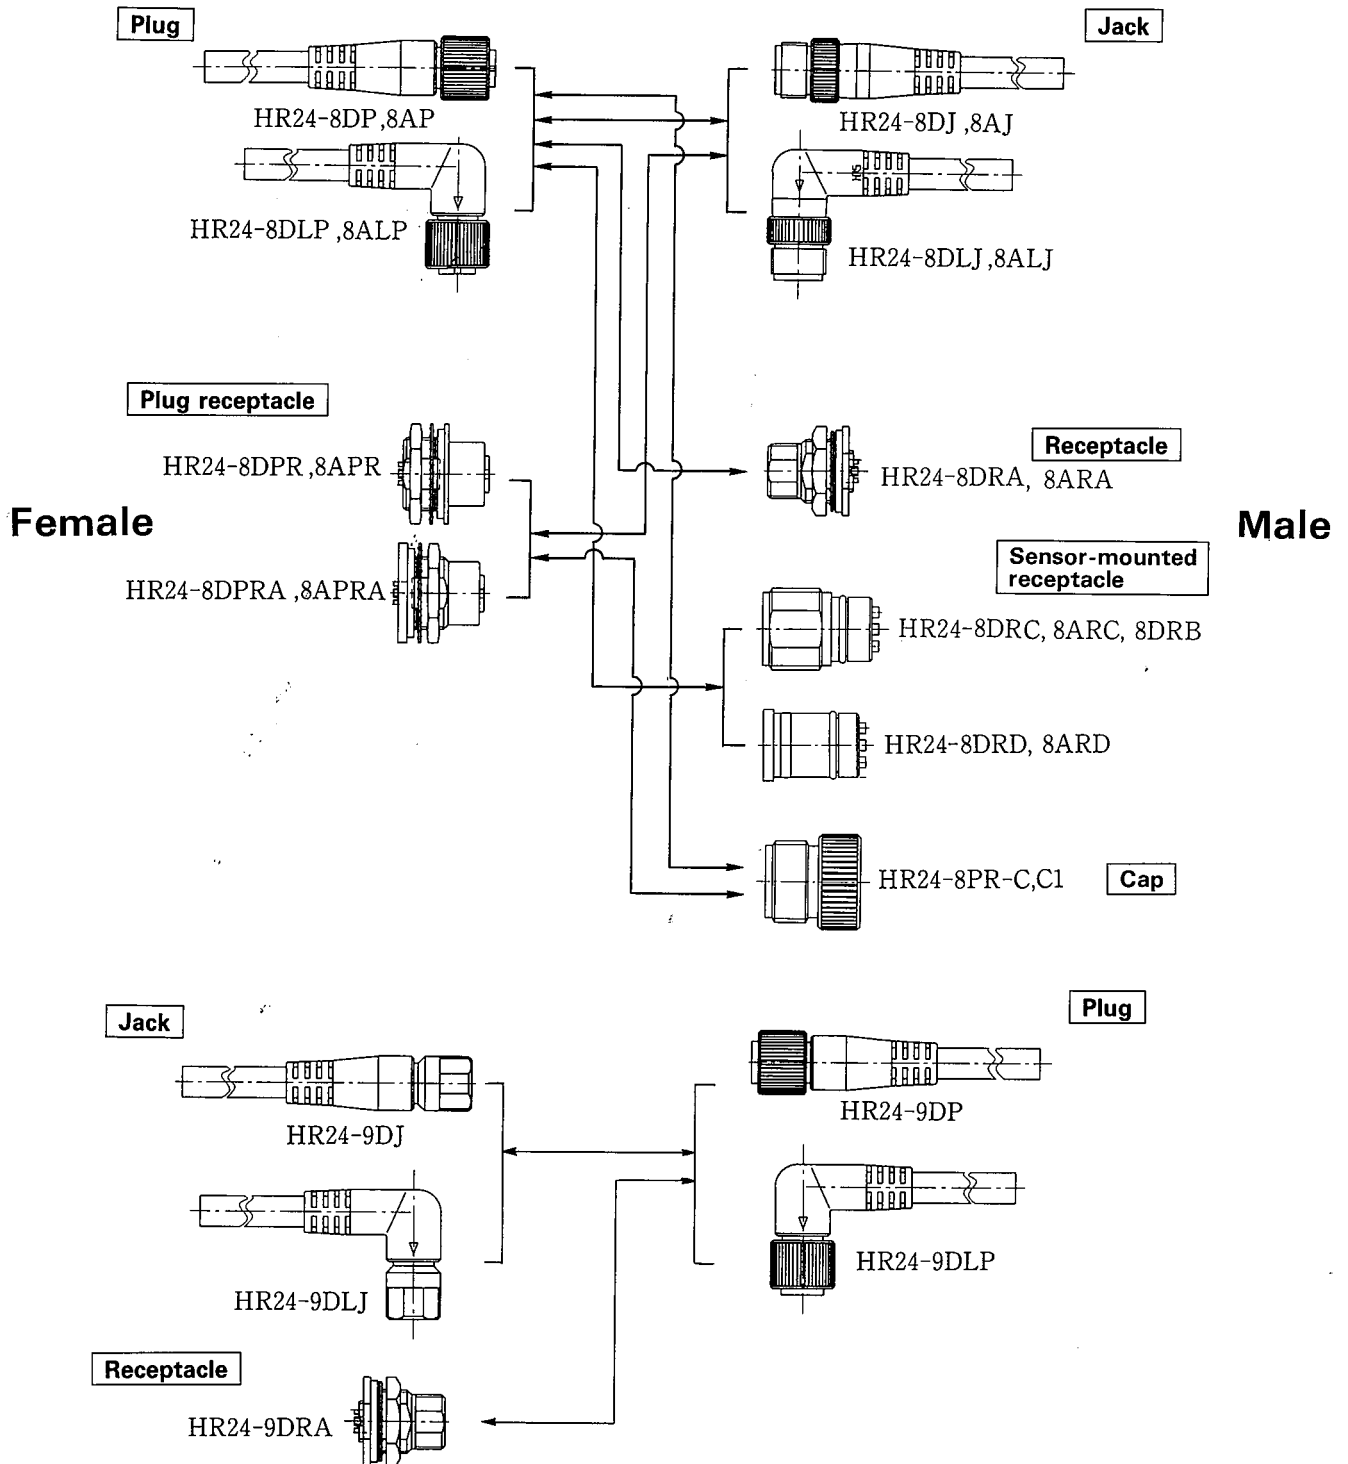 Plug
Jack
HR24-8DP,8AP
HR24-8DJ,8AJ
HRS
HR24-8DLP,8ALP
HR24-8DLJ,8ALJ
Plug receptacle
Receptacle
HR24-8DPR,8APR
HR24-8DRA, 8ARA
Female
Male
Sensor-mounted
receptacle
HR24-8DPRA,8APRA
HR24-8DRC, 8ARC, 8DRB
HR24-8DRD, 8ARD
HR24-8PR-C,C1
Cap
Jack
Plug
HR24-9DJ
HR24-9DP
HR24-9DLJ
HR24-9DLP
Receptacle
HR24-9DRA